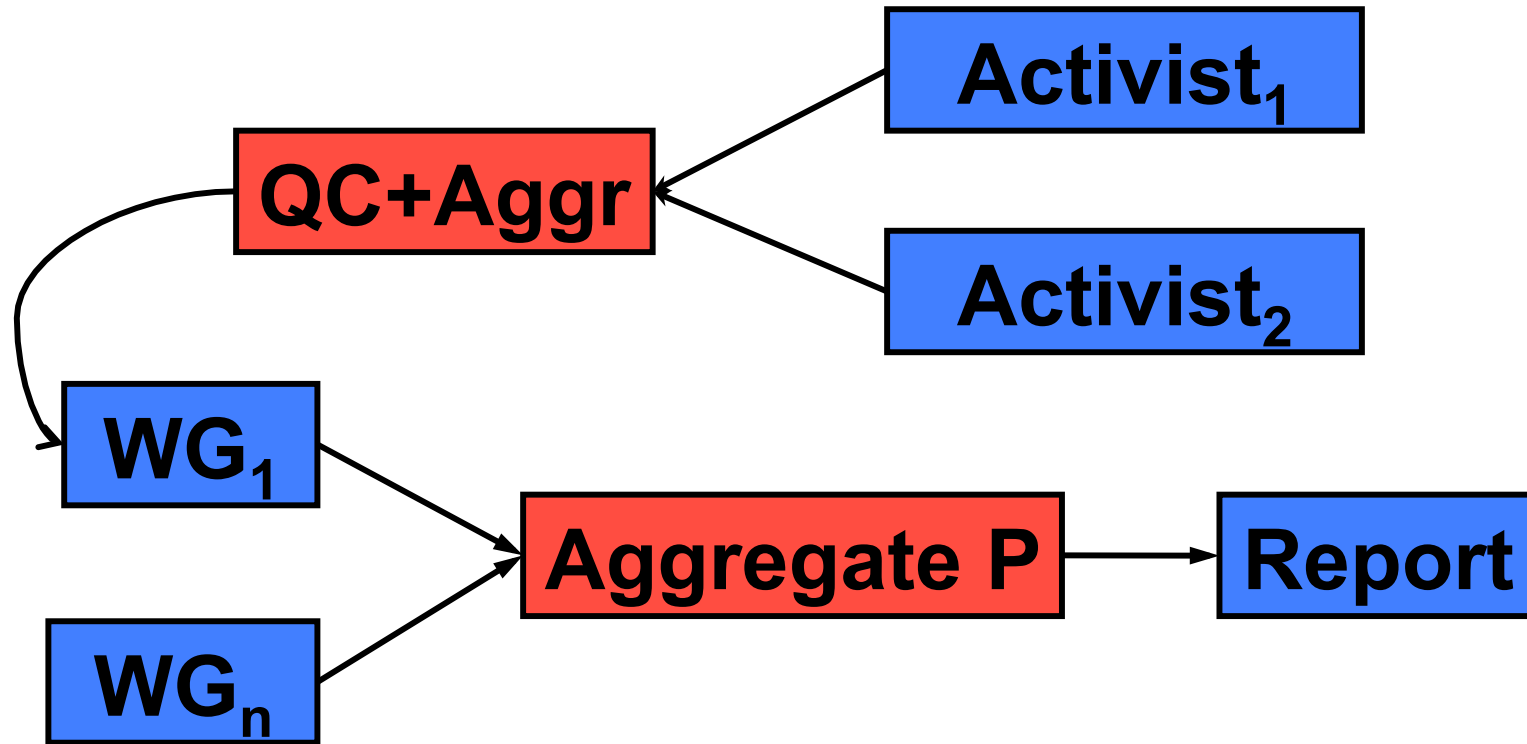 Activist₁
QC+Aggr
Activist₂
WG₁
Aggregate P
Report
WGₙ